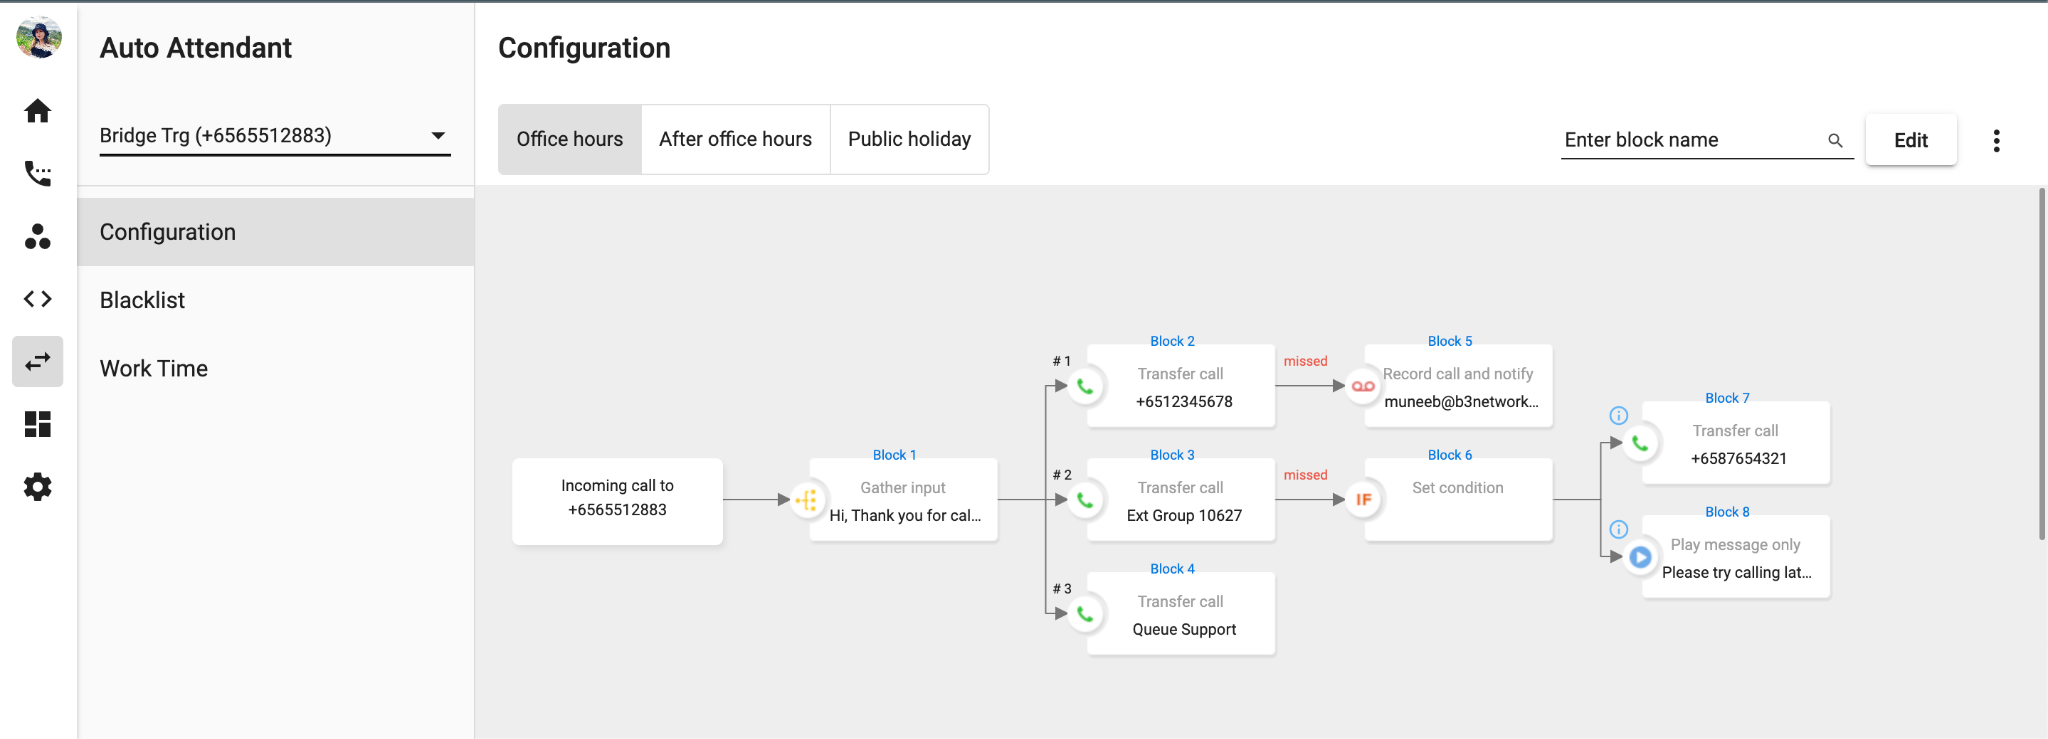 Auto Attendant
Bridge Trg (+6565512883)
Configuration
Blacklist
Work Time
Configuration
Office hours
After office hours
Public holiday
Enter block name
Edit
Incoming call to
+6565512883
Block 1
Gather input
Hi, Thank you for cal...
# 1
Block 2
Transfer call
+6512345678
missed
Block 5
Record call and notify
muneeb@b3network...
# 2
Block 3
Transfer call
Ext Group 10627
missed
Block 6
IF
Set condition
# 3
Block 4
Transfer call
Queue Support
Block 7
Transfer call
+6587654321
Block 8
Play message only
Please try calling lat...